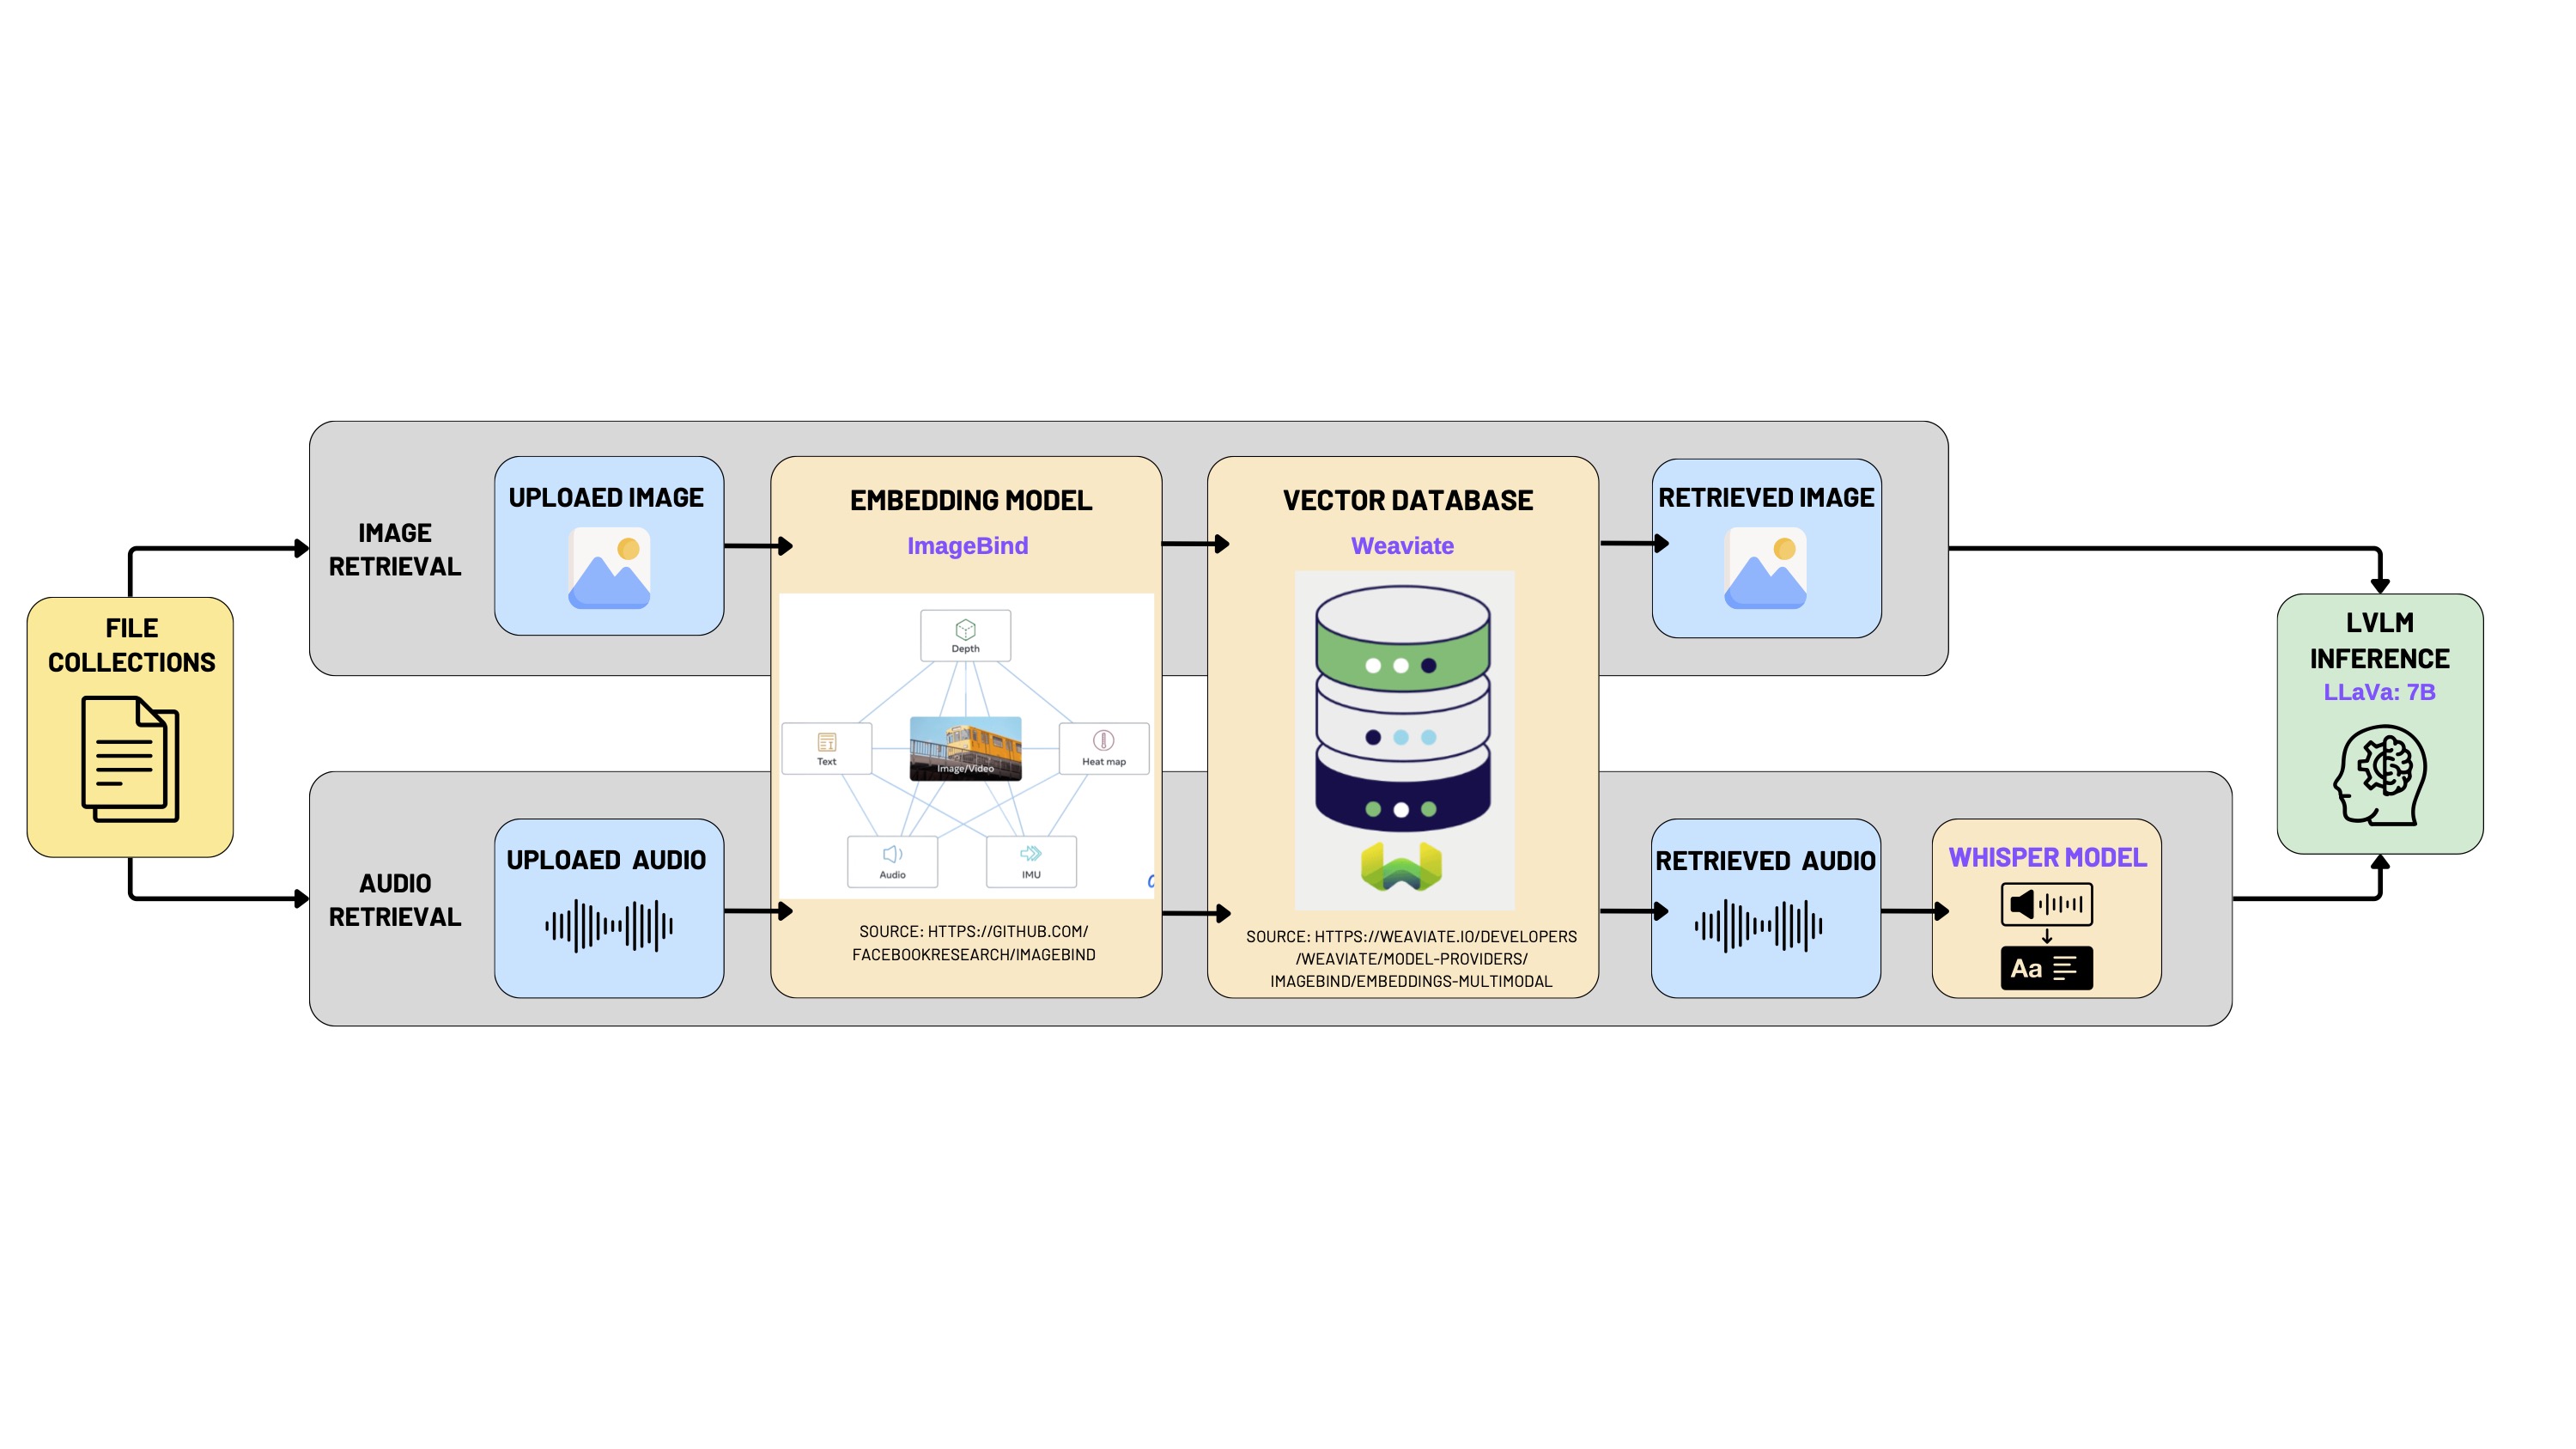 FILE
COLLECTIONS
IMAGE
RETRIEVAL
UPLOAED IMAGE
EMBEDDING MODEL
ImageBind
Depth
Text
Image/Video
Heat map
Audio
IMU
SOURCE: HTTPS://GITHUB.COM/
FACEBOOKRESEARCH/IMAGEBIND
VECTOR DATABASE
Weaviate
SOURCE: HTTPS://WEAVIATE.IO/DEVELOPERS
/WEAVIATE/MODEL-PROVIDERS/
IMAGEBIND/EMBEDDINGS-MULTIMODAL
RETRIEVED IMAGE
AUDIO
RETRIEVAL
UPLOAED AUDIO
RETRIEVED AUDIO
WHISPER MODEL
Aa
LVLM
INFERENCE
LLaVa: 7B